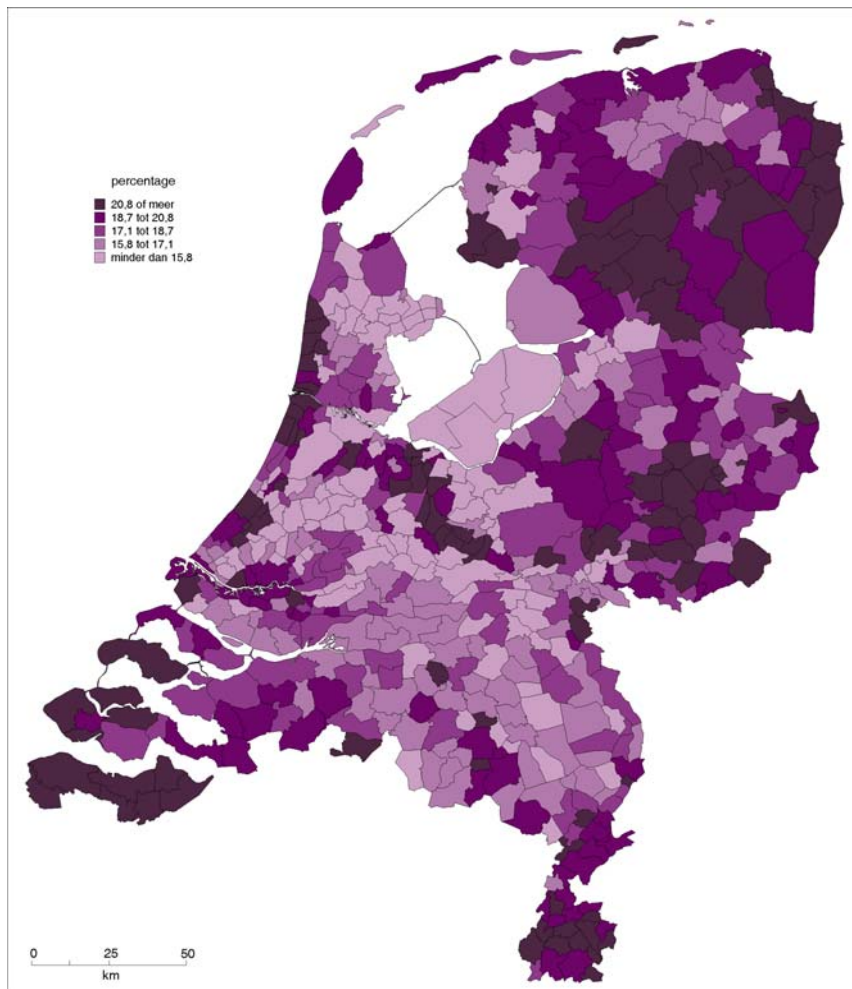 percentage
20,8 of meer
18,7 tot 20,8
17,1 tot 18,7
15,8 tot 17,1
minder dan 15,8
0 25 50
km